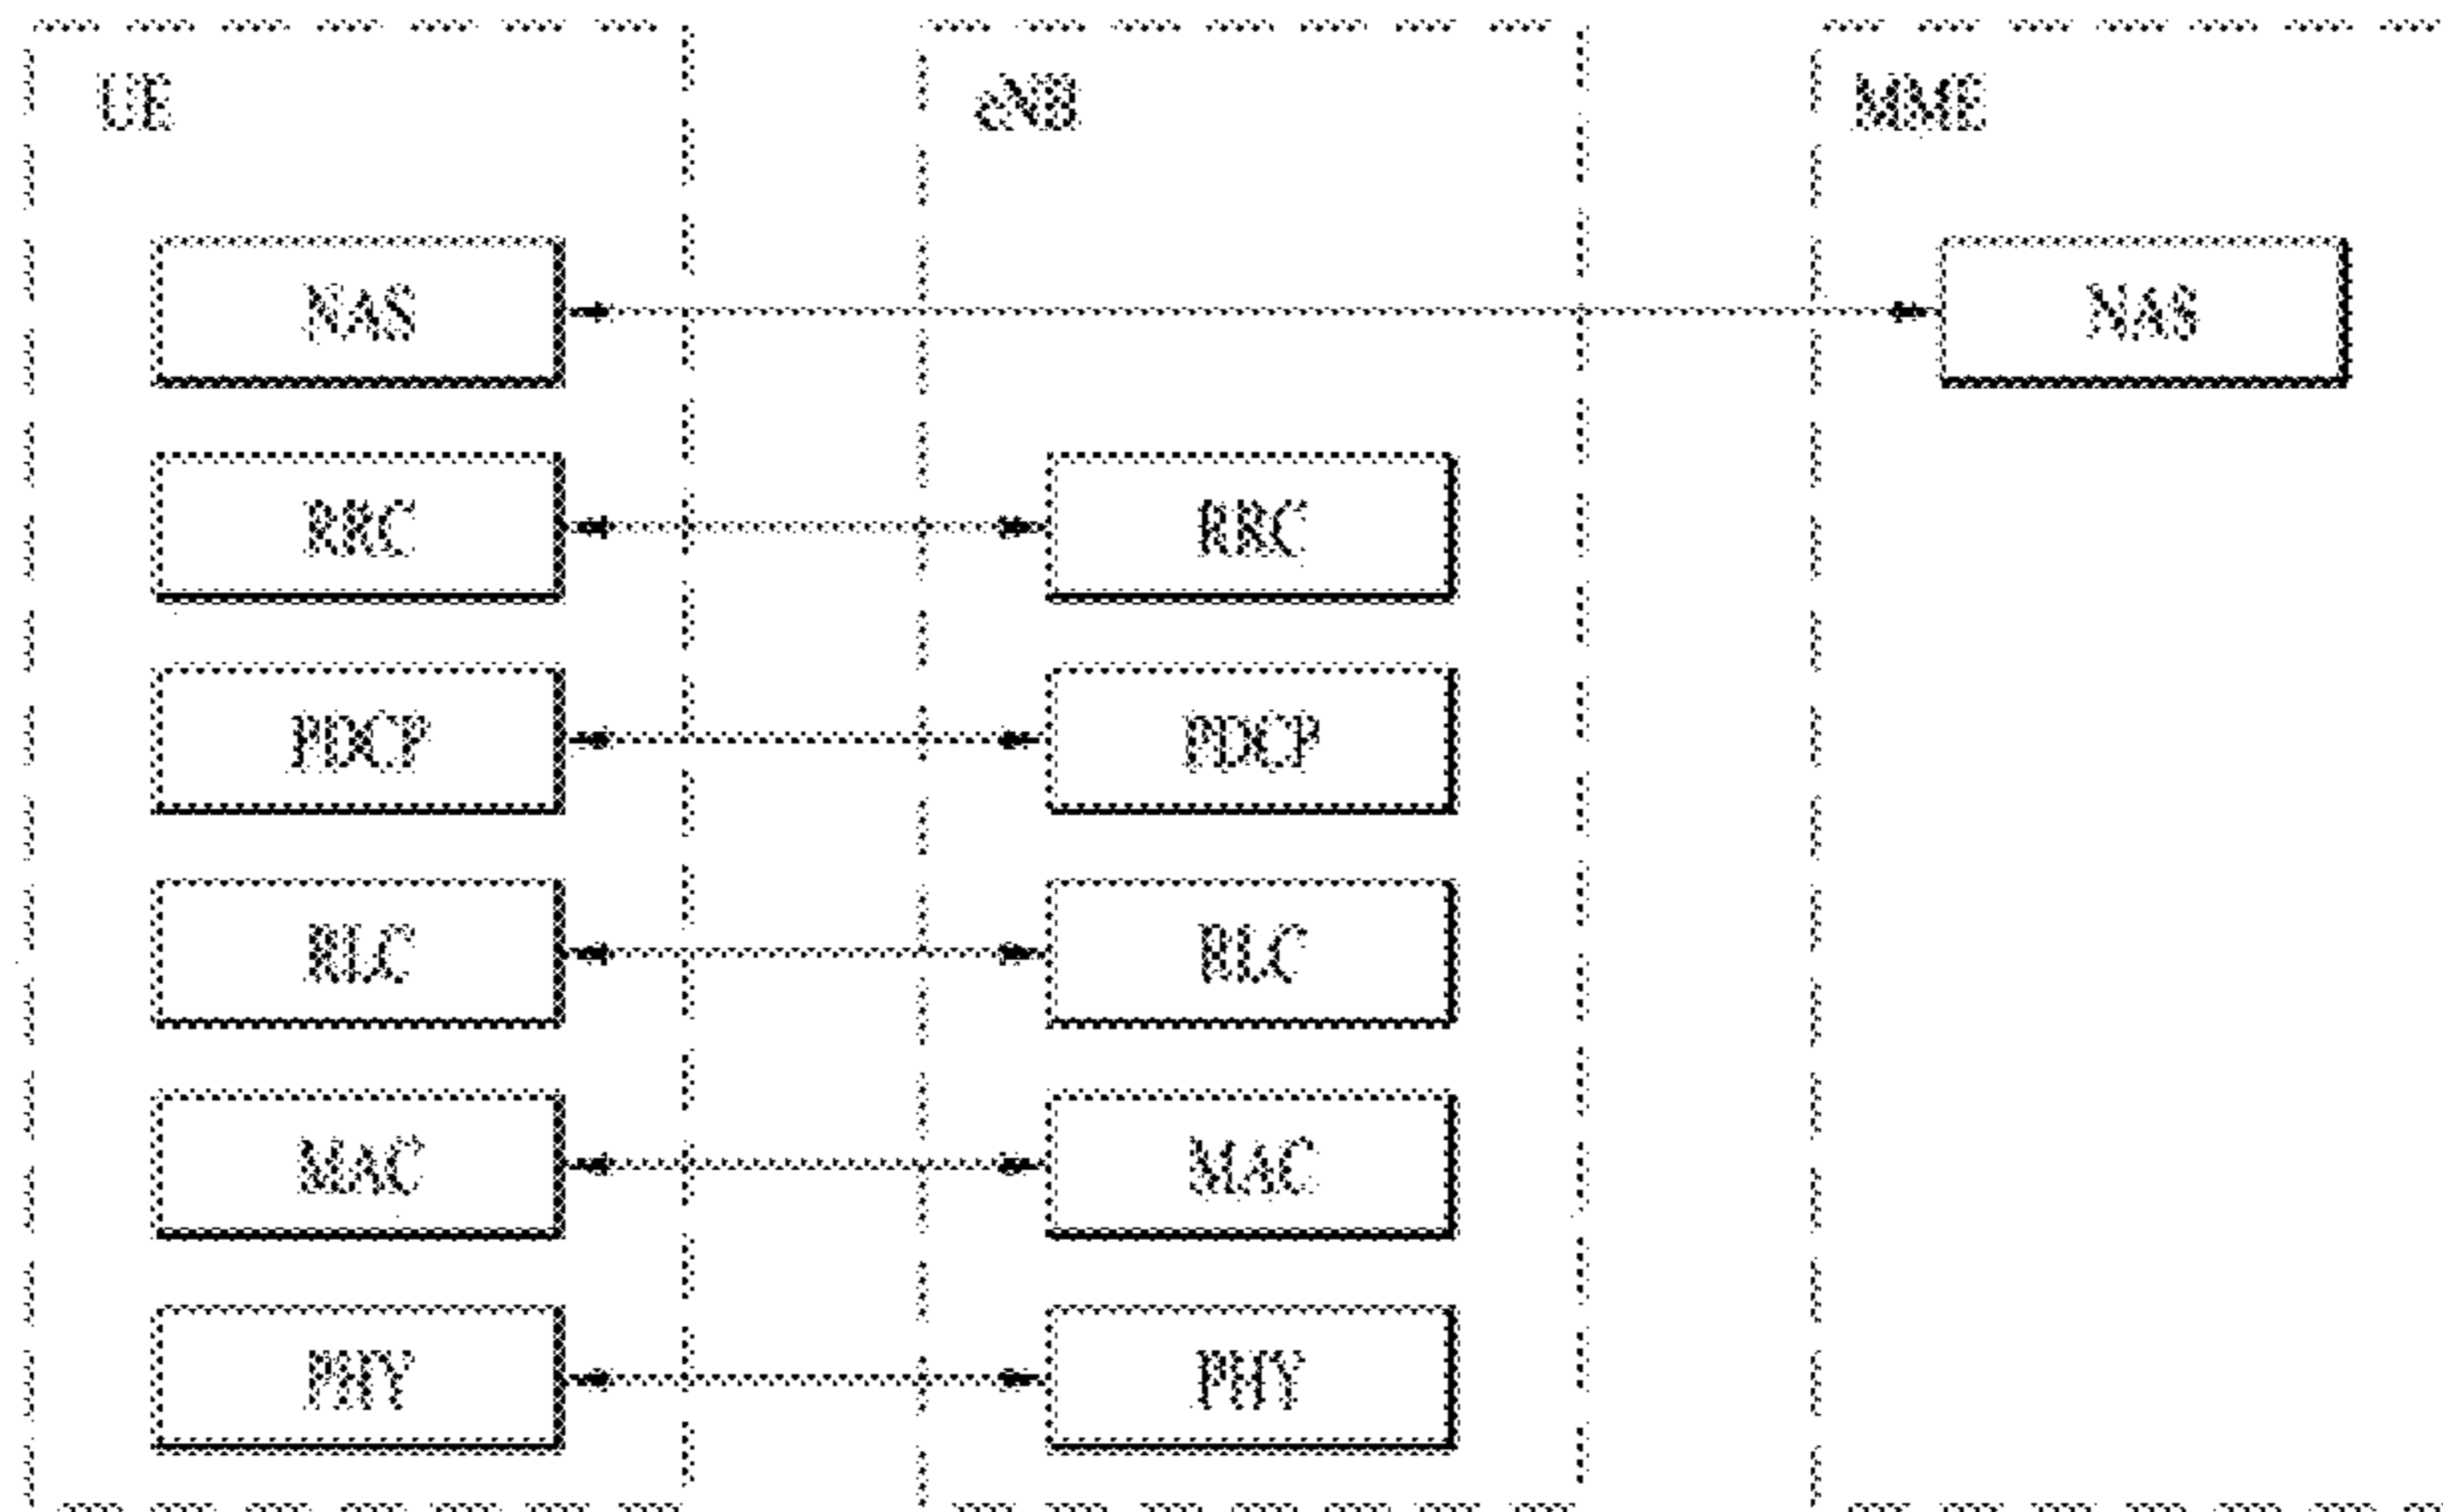 UE eNB MME
NAS NAS
RRC RRC
PDCP PDCP
RLC RLC
MAC MAC
PHY PHY